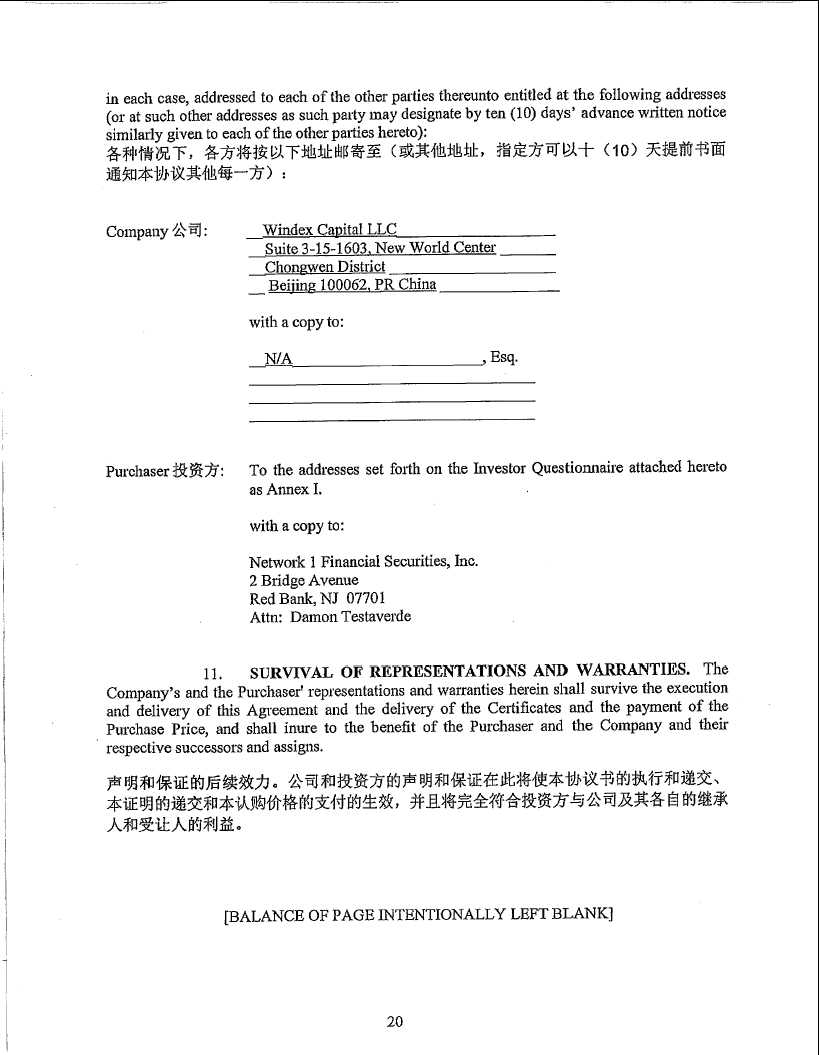 in each case, addressed to each of the other parties thereunto entitled at the following addresses
(or at such other addresses as such party may designate by ten (10) days' advance written notice
similarly given to each of the other parties hereto):
各种情况下，各方将按以下地址邮寄至（或其他地址，指定方可以十（10）天提前书面
通知本协议其他每一方）：
Company 公司: Windex Capital LLC
Suite 3-15-1603, New World Center
Chongwen District
Beijing 100062, PR China
with a copy to:
N/A, Esq.
Purchaser 投资方: To the addresses set forth on the Investor Questionnaire attached hereto
as Annex I.
with a copy to:
Network 1 Financial Securities, Inc.
2 Bridge Avenue
Red Bank, NJ 07701
Attn: Damon Testaverde
11. SURVIVAL OF REPRESENTATIONS AND WARRANTIES. The
Company's and the Purchaser' representations and warranties herein shall survive the execution
and delivery of this Agreement and the delivery of the Certificates and the payment of the
Purchase Price, and shall inure to the benefit of the Purchaser and the Company and their
respective successors and assigns.
声明和保证的后续效力。公司和投资方的声明和保证在此将使本协议书的执行和递交、
本证明的递交和本认购价格的支付的生效，并且将完全符合投资方与公司及其各自的继承
人和受让人的利益。
[BALANCE OF PAGE INTENTIONALLY LEFT BLANK]
20